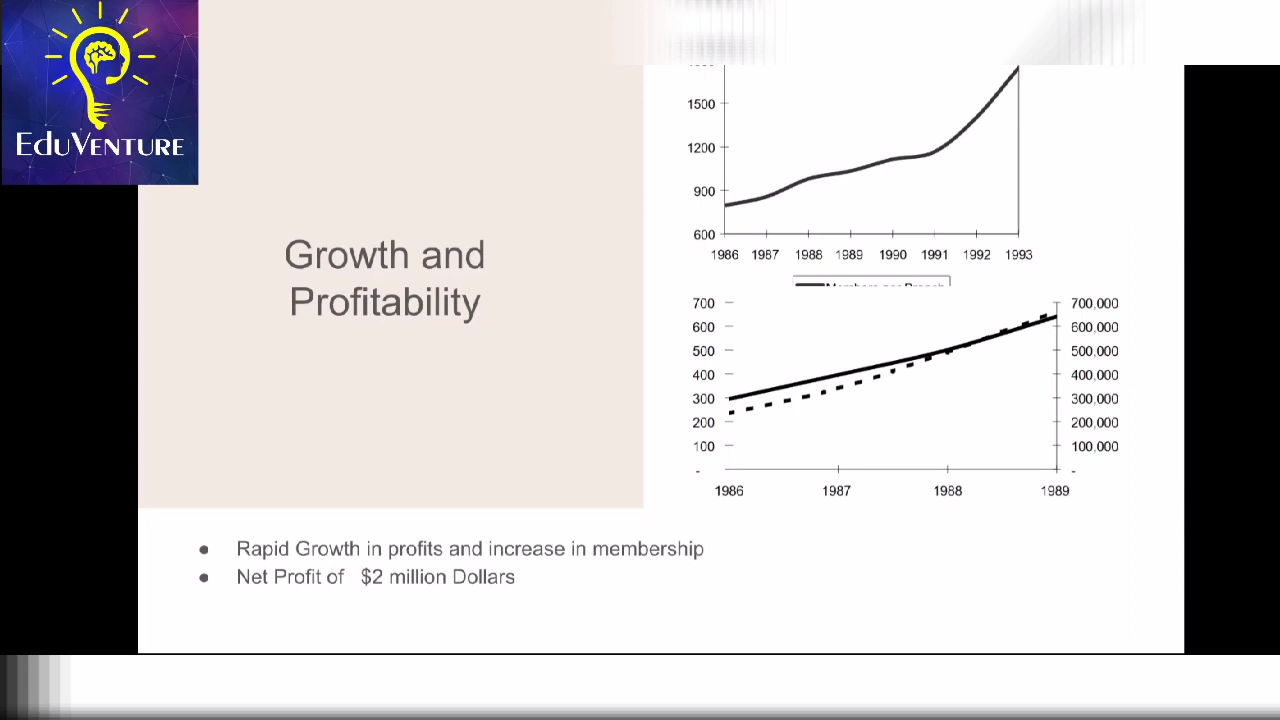 EduVenture
Growth and
Profitability
1500
1200
900
600
1986 1987 1988 1989 1990 1991 1992 1993
700 700,000
600 600,000
500 500,000
400 400,000
300 300,000
200 200,000
100 100,000
- -
1986 1987 1988 1989
● Rapid Growth in profits and increase in membership
● Net Profit of $2 million Dollars